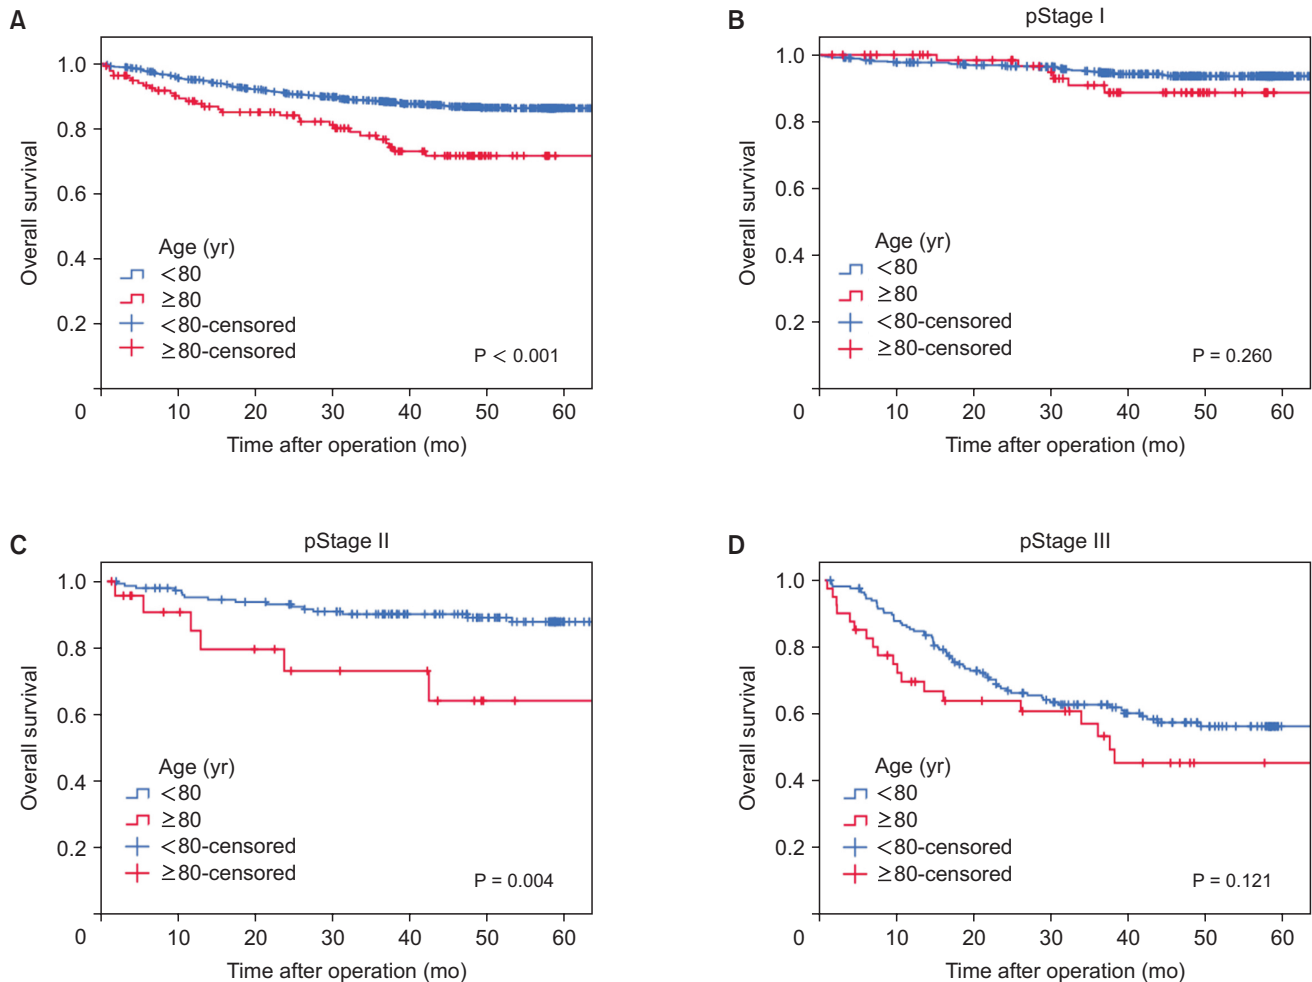 A
1.0
0.8
0.6
0.4
0.2
Overall survival
Age (yr)
<80
≥80
<80-censored
≥80-censored
P < 0.001
0 10 20 30 40 50 60
Time after operation (mo)
B
pStage I
1.0
0.8
0.6
0.4
0.2
Overall survival
Age (yr)
<80
≥80
<80-censored
≥80-censored
P = 0.260
0 10 20 30 40 50 60
Time after operation (mo)
C
pStage II
1.0
0.8
0.6
0.4
0.2
Overall survival
Age (yr)
<80
≥80
<80-censored
≥80-censored
P = 0.004
0 10 20 30 40 50 60
Time after operation (mo)
D
pStage III
1.0
0.8
0.6
0.4
0.2
Overall survival
Age (yr)
<80
≥80
<80-censored
≥80-censored
P = 0.121
0 10 20 30 40 50 60
Time after operation (mo)